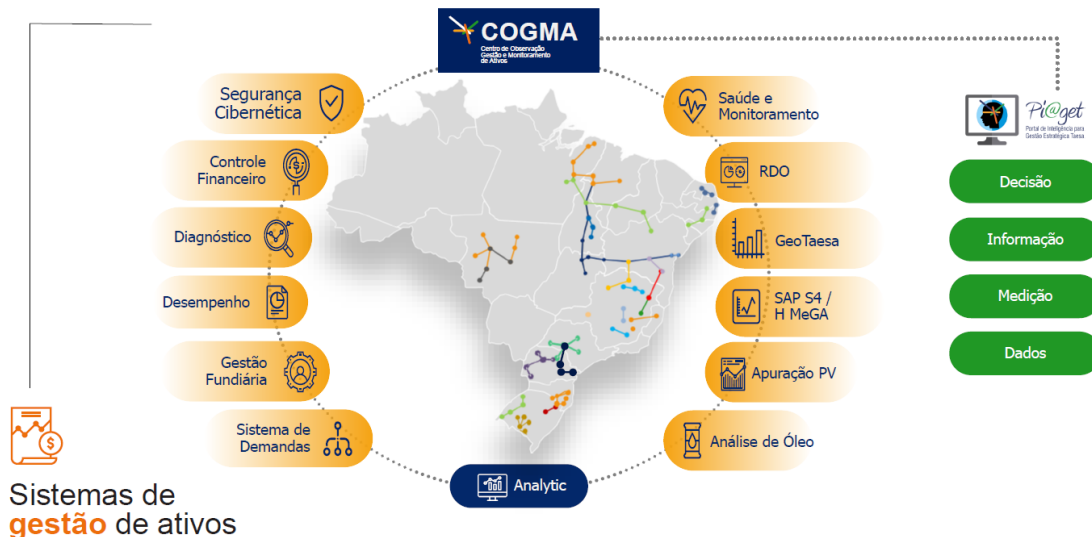 COGMA
Centro de Observação
Gestão e Monitoramento
de Ativos
Segurança
Cibernética
Controle
Financeiro
Diagnóstico
Desempenho
Gestão
Fundiária
Sistema de
Demandas
Saúde e
Monitoramento
RDO
GeoTaesa
SAP S4 /
H MeGA
Apuração PV
Análise de Óleo
Analytic
Pi@get
Portal de Inteligência para
Gestão Estratégica Taesa
Decisão
Informação
Medição
Dados
Sistemas de
gestão de ativos